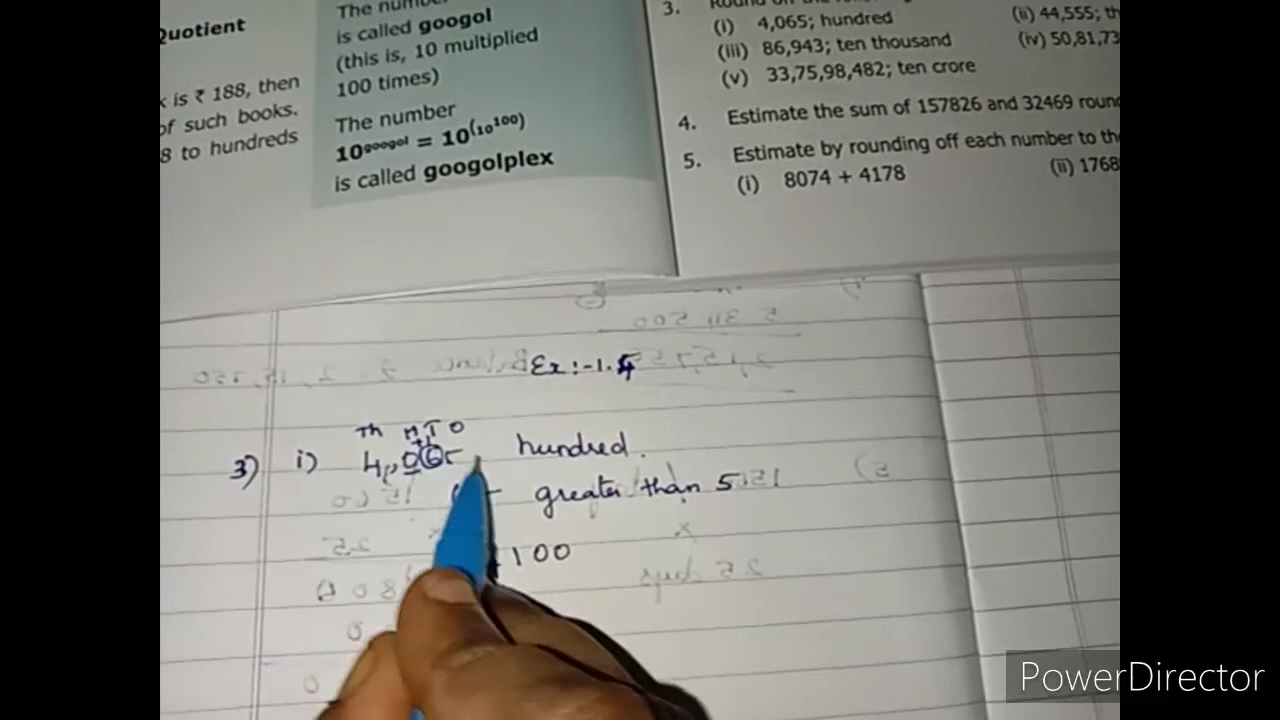 Quotient
is ₹ 188, then
of such books.
8 to hundreds
The number
is called googol
(this is, 10 multiplied
100 times)
The number
10^googol = 10^(10^100)
is called googolplex
3.
(i) 4,065; hundred
(ii) 44,555; th
(iii) 86,943; ten thousand
(iv) 50,81,73
(v) 33,75,98,482; ten crore
4. Estimate the sum of 157826 and 32469 round
5. Estimate by rounding off each number to th
(i) 8074 + 4178
(ii) 1768
Ex:-1.4
Th H T O
3) i) 4,065 hundred.
greater than 5
100
PowerDirector